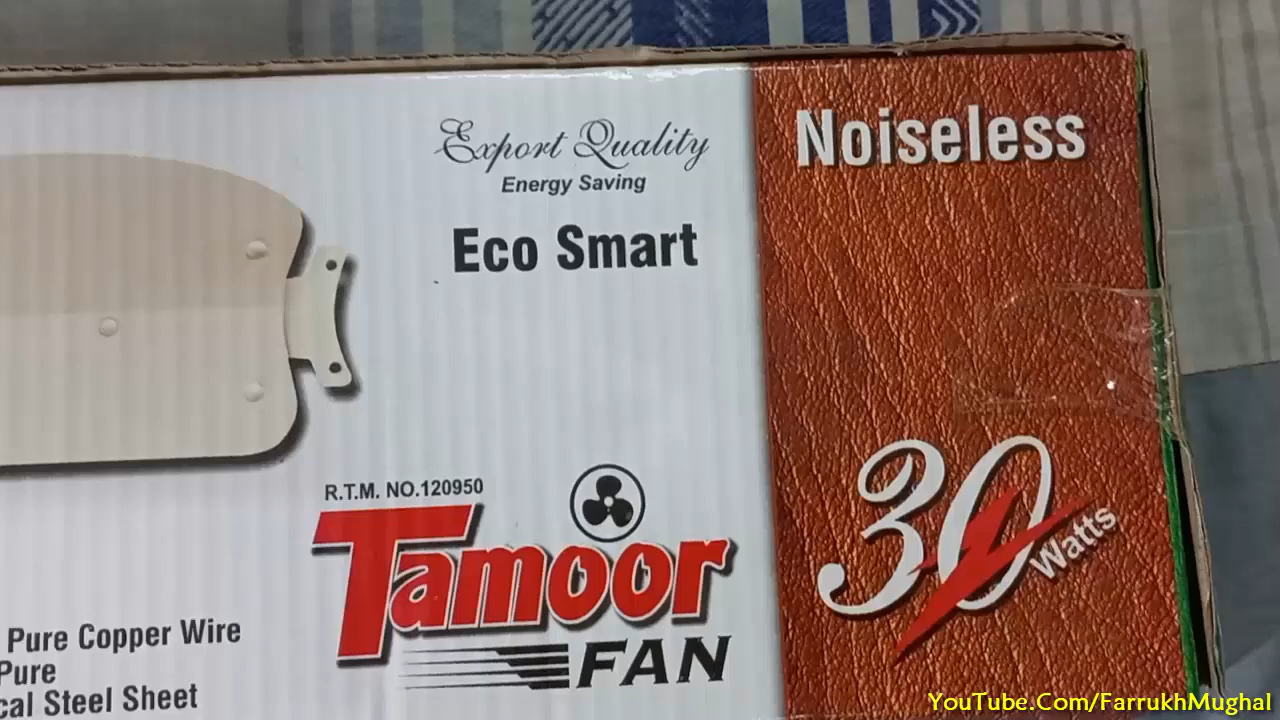 Export Quality
Energy Saving
Eco Smart
Noiseless
30
Watts
R.T.M. NO.120950
Tamoor
FAN
Pure Copper Wire
Pure
Steel Sheet
YouTube.Com/FarrukhMughal